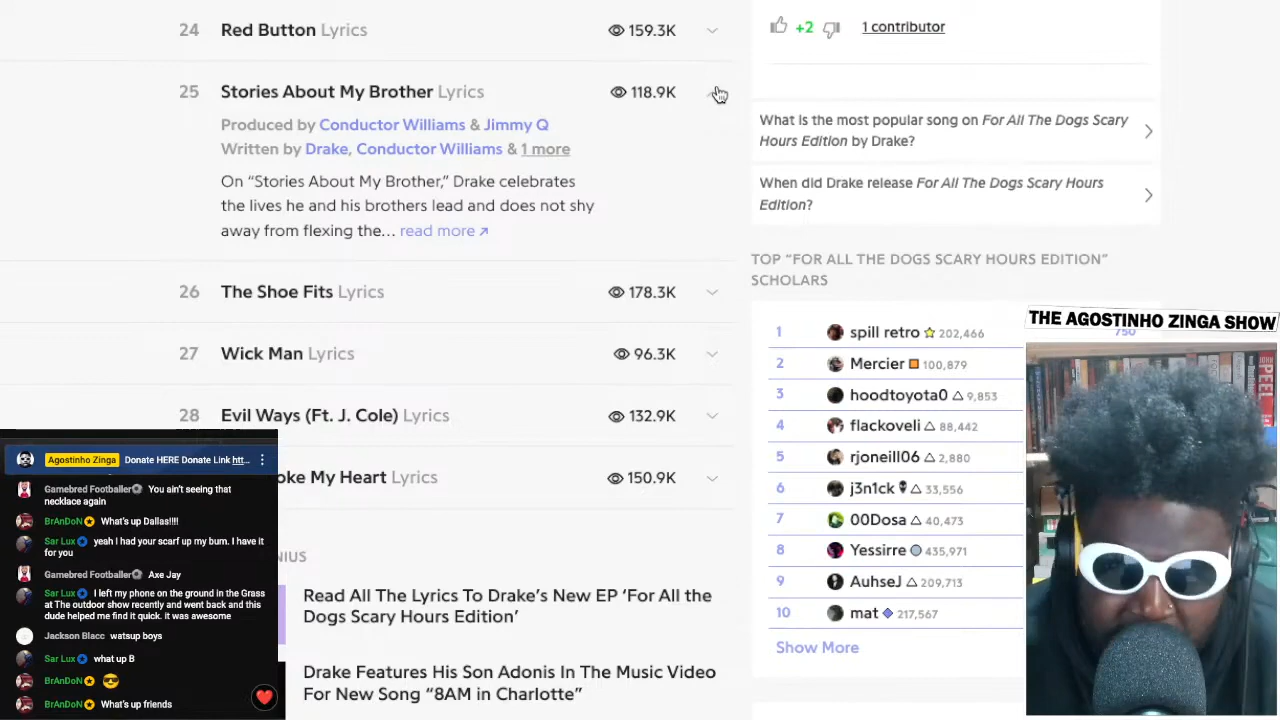 24 Red Button Lyrics 159.3K
25 Stories About My Brother Lyrics 118.9K
Produced by Conductor Williams & Jimmy Q
Written by Drake, Conductor Williams & 1 more
On “Stories About My Brother,” Drake celebrates
the lives he and his brothers lead and does not shy
away from flexing the... read more
26 The Shoe Fits Lyrics 178.3K
27 Wick Man Lyrics 96.3K
28 Evil Ways (Ft. J. Cole) Lyrics 132.9K
oke My Heart Lyrics 150.9K
NIUS
Read All The Lyrics To Drake’s New EP ‘For All the
Dogs Scary Hours Edition’
Drake Features His Son Adonis In The Music Video
For New Song “8AM in Charlotte”
+2 1 contributor
What is the most popular song on For All The Dogs Scary
Hours Edition by Drake?
When did Drake release For All The Dogs Scary Hours
Edition?
TOP “FOR ALL THE DOGS SCARY HOURS EDITION”
SCHOLARS
1 spill retro 202,466
750
2 Mercier 100,879
3 hoodtoyota0 9,853
4 flackoveli 88,442
5 rjoneill06 2,880
6 j3n1ck 33,556
7 00Dosa 40,473
8 Yessirre 435,971
9 AuhseJ 209,713
10 mat 217,567
Show More
THE AGOSTINHO ZINGA SHOW
PEEL
Agostinho Zinga Donate HERE Donate Link htt...
Gamebred Footballer You ain't seeing that
necklace again
BrAnDoN What's up Dallas!!!!
Sar Lux yeah I had your scarf up my bum. I have it
for you
Gamebred Footballer Axe Jay
Sar Lux I left my phone on the ground in the Grass
at The outdoor show recently and went back and this
dude helped me find it quick. it was awesome
Jackson Blacc watsup boys
Sar Lux what up B
BrAnDoN
BrAnDoN What's up friends